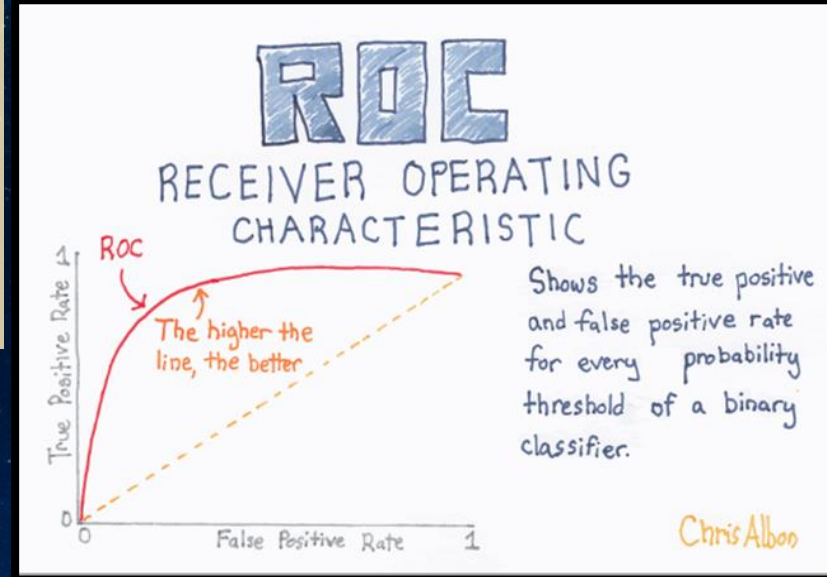 ROC
RECEIVER OPERATING
CHARACTERISTIC
ROC
The higher the
line, the better
True Positive Rate
1
0
0
False Positive Rate
1
Shows the true positive
and false positive rate
for every probability
threshold of a binary
classifier.
Chris Albon